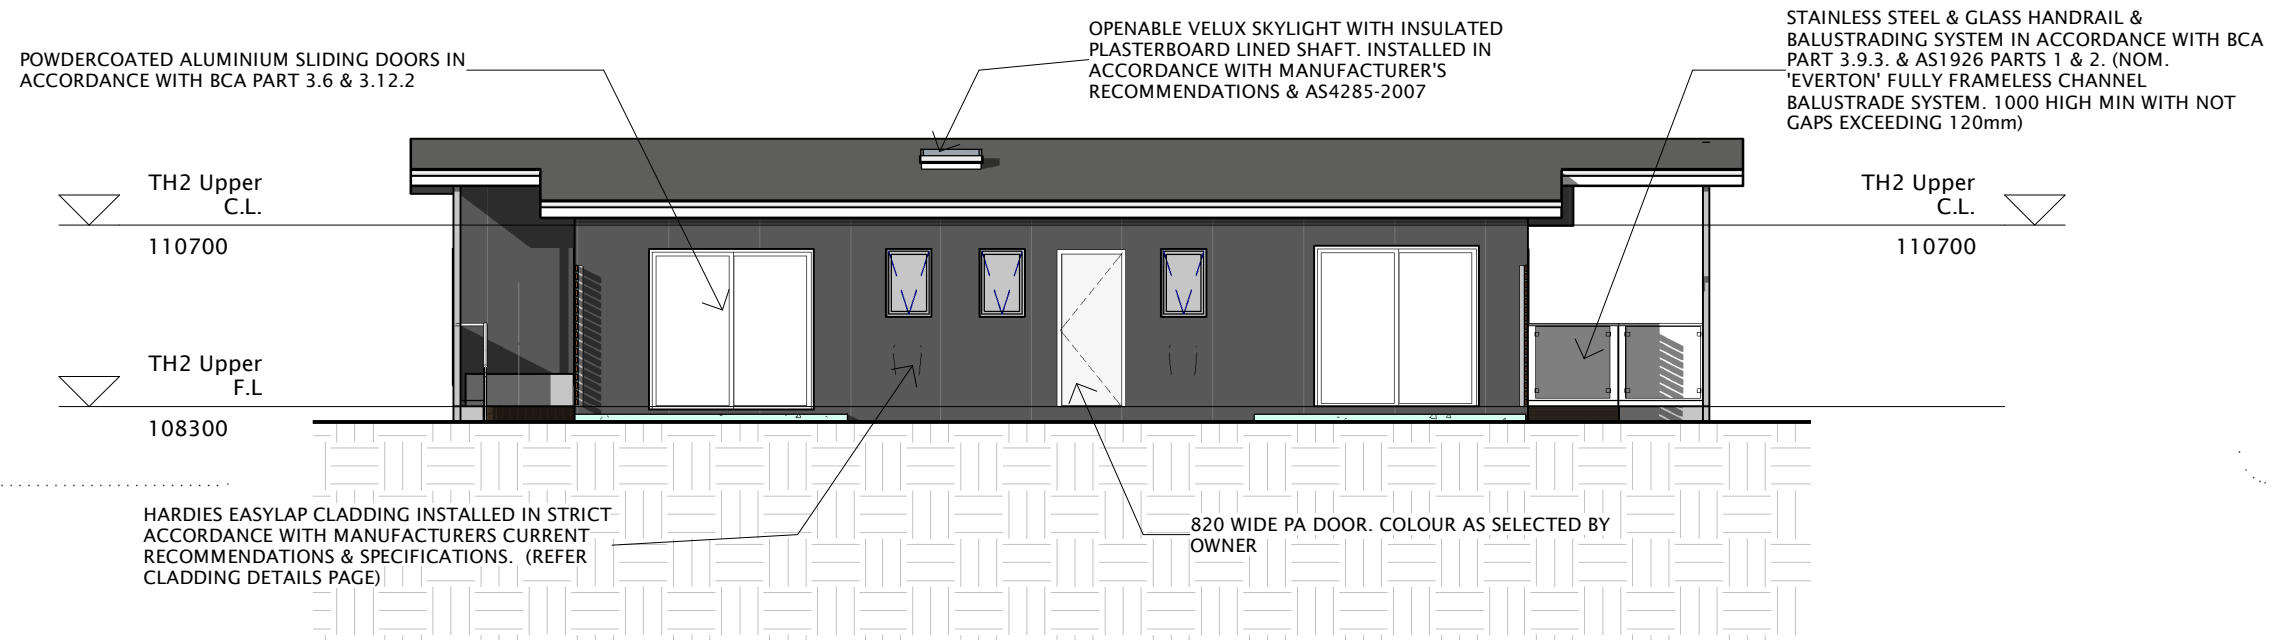 POWDERCOATED ALUMINIUM SLIDING DOORS IN
ACCORDANCE WITH BCA PART 3.6 & 3.12.2
OPENABLE VELUX SKYLIGHT WITH INSULATED
PLASTERBOARD LINED SHAFT. INSTALLED IN
ACCORDANCE WITH MANUFACTURER'S
RECOMMENDATIONS & AS4285-2007
STAINLESS STEEL & GLASS HANDRAIL &
BALUSTRADING SYSTEM IN ACCORDANCE WITH BCA
PART 3.9.3. & AS1926 PARTS 1 & 2. (NOM.
'EVERTON' FULLY FRAMELESS CHANNEL
BALUSTRADE SYSTEM. 1000 HIGH MIN WITH NOT
GAPS EXCEEDING 120mm)
TH2 Upper
C.L.
110700
TH2 Upper
C.L.
110700
TH2 Upper
F.L
108300
HARDIES EASYLAP CLADDING INSTALLED IN STRICT
ACCORDANCE WITH MANUFACTURERS CURRENT
RECOMMENDATIONS & SPECIFICATIONS. (REFER
CLADDING DETAILS PAGE)
820 WIDE PA DOOR. COLOUR AS SELECTED BY
OWNER